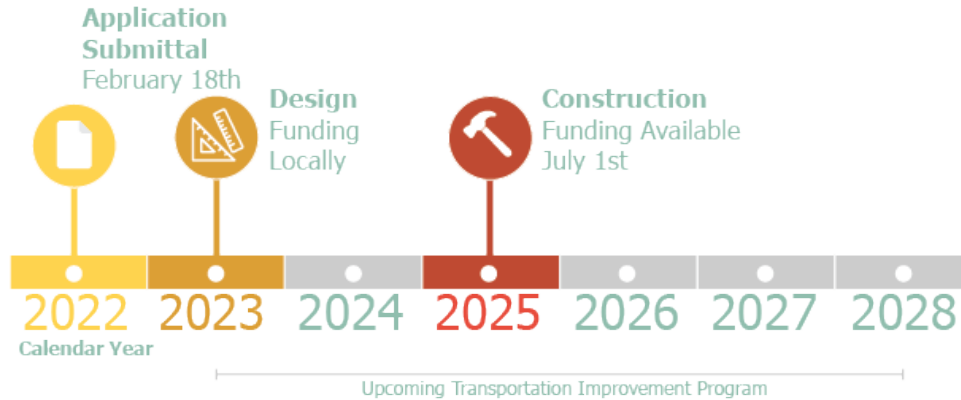 Application
Submittal
February 18th
Design
Funding
Locally
Construction
Funding Available
July 1st
2022 2023 2024 2025 2026 2027 2028
Calendar Year
Upcoming Transportation Improvement Program